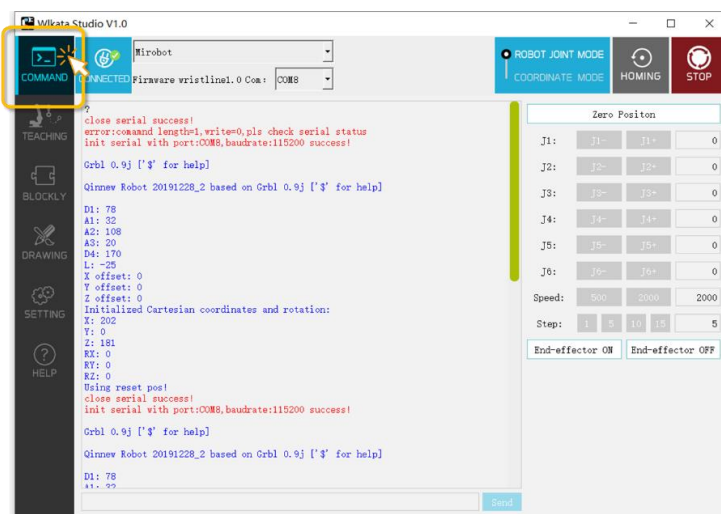 Wlkata Studio V1.0
COMMAND
CONNECTED
Mirobot
Firmware wristline1.0 Com: COM8
ROBOT JOINT MODE
COORDINATE MODE
HOMING
STOP
TEACHING
BLOCKLY
DRAWING
SETTING
HELP
?
close serial success!
error:comamnd length=1,write=0,pls check serial status
init serial with port:COM8,baudrate:115200 success!
Grbl 0.9j ['$' for help]
Qinnew Robot 20191228_2 based on Grbl 0.9j ['$' for help]
D1: 78
A1: 32
A2: 108
A3: 20
D4: 170
L: -25
X offset: 0
Y offset: 0
Z offset: 0
Initialized Cartesian coordinates and rotation:
X: 202
Y: 0
Z: 181
RX: 0
RY: 0
RZ: 0
Using reset pos!
close serial success!
init serial with port:COM8,baudrate:115200 success!
Grbl 0.9j ['$' for help]
Qinnew Robot 20191228_2 based on Grbl 0.9j ['$' for help]
D1: 78
A1: 32
Send
Zero Positon
J1: J1- J1+ 0
J2: J2- J2+ 0
J3: J3- J3+ 0
J4: J4- J4+ 0
J5: J5- J5+ 0
J6: J6- J6+ 0
Speed: 500 2000 2000
Step: 1 5 10 15 5
End-effector ON End-effector OFF